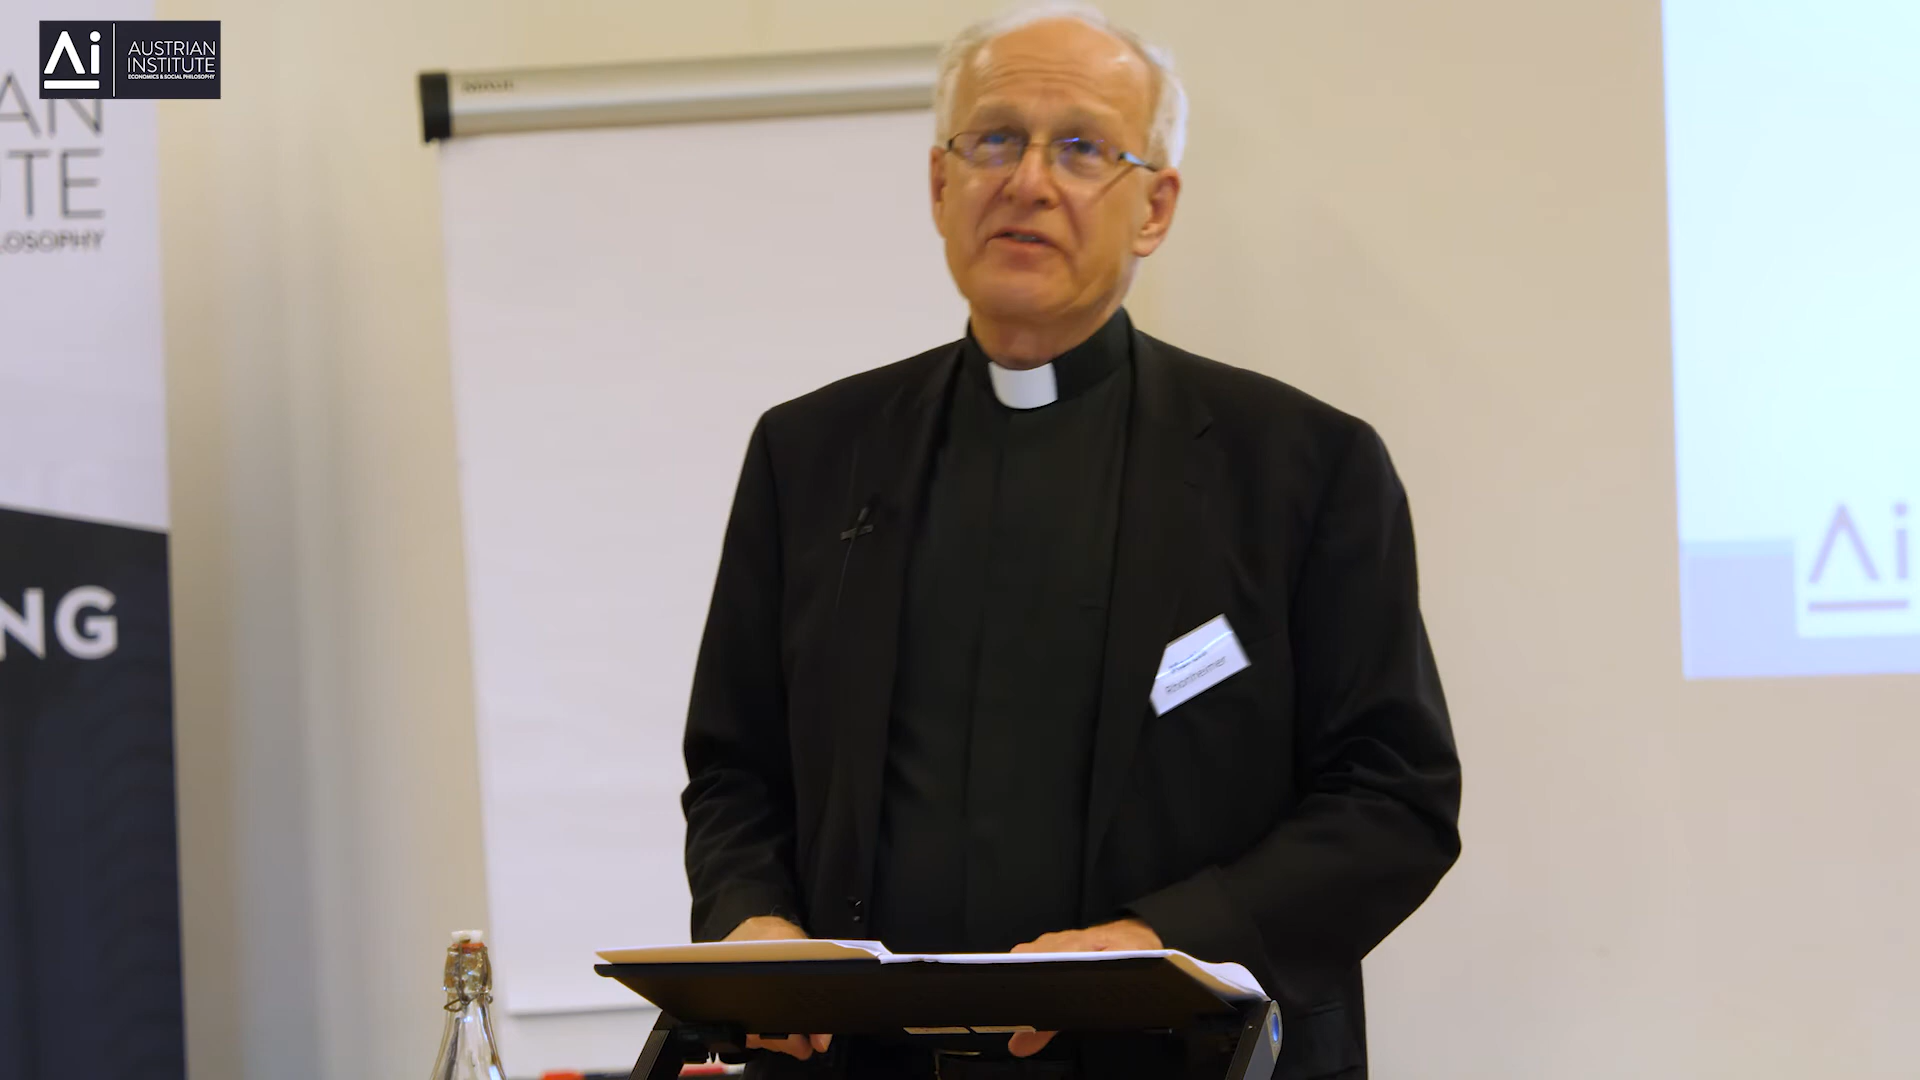 Ai
AUSTRIAN
INSTITUTE
ECONOMICS & SOCIAL PHILOSOPHY
AN
TE
LOSOPHY
NG
Rhonheimer
Ai